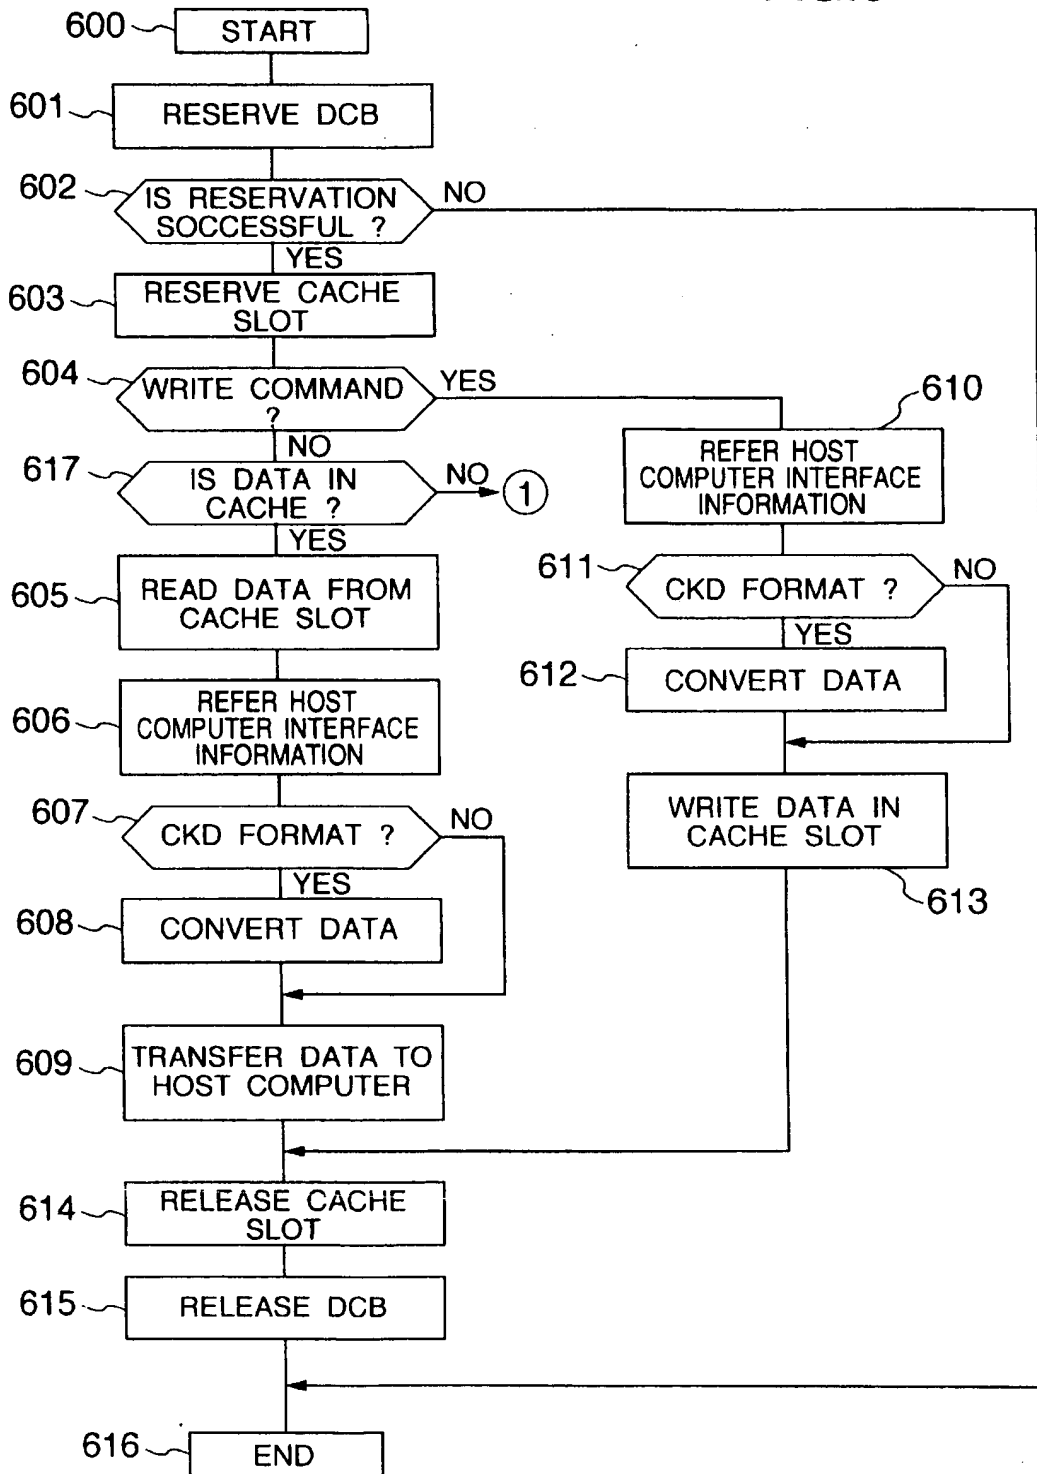 600
START
601
RESERVE DCB
602
IS RESERVATION
SOCCESSFUL ?
NO
YES
603
RESERVE CACHE
SLOT
604
WRITE COMMAND
?
YES
NO
610
REFER HOST
COMPUTER INTERFACE
INFORMATION
617
IS DATA IN
CACHE ?
NO
1
YES
611
CKD FORMAT ?
NO
YES
605
READ DATA FROM
CACHE SLOT
612
CONVERT DATA
606
REFER HOST
COMPUTER INTERFACE
INFORMATION
WRITE DATA IN
CACHE SLOT
613
607
CKD FORMAT ?
NO
YES
608
CONVERT DATA
609
TRANSFER DATA TO
HOST COMPUTER
614
RELEASE CACHE
SLOT
615
RELEASE DCB
616
END